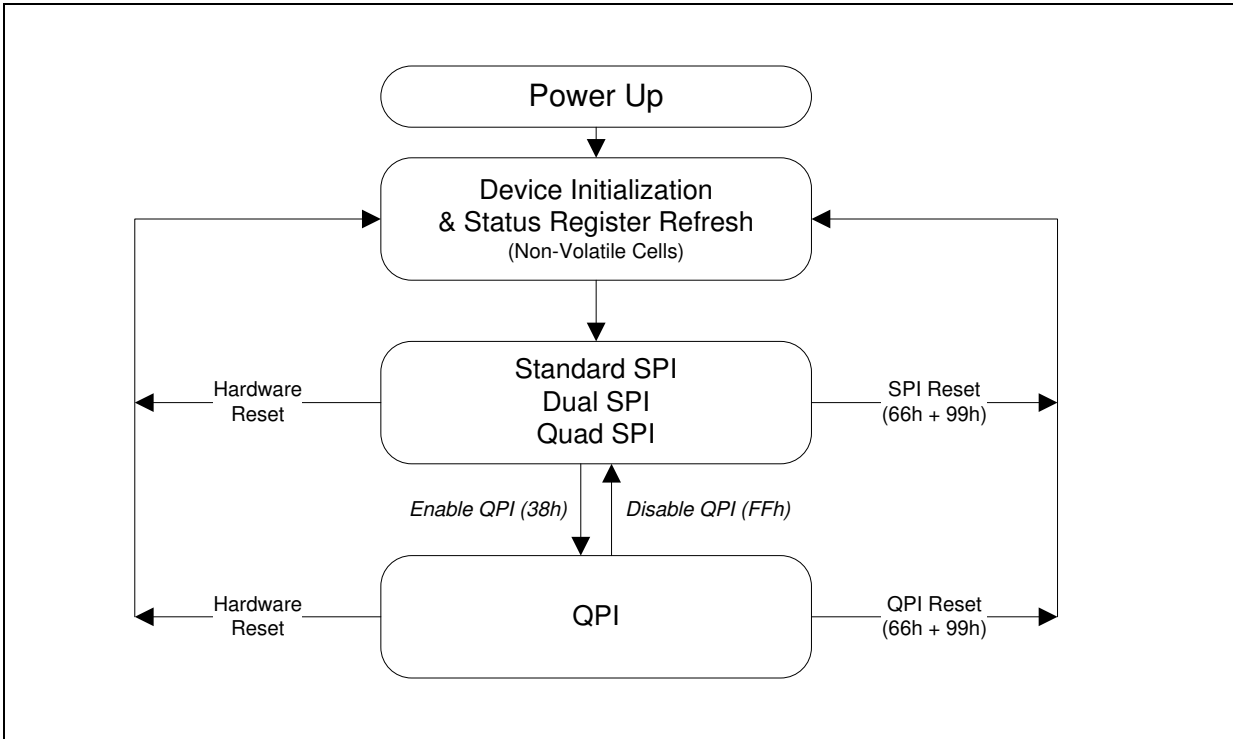 Power Up
Device Initialization
& Status Register Refresh
(Non-Volatile Cells)
Standard SPI
Dual SPI
Quad SPI
Hardware
Reset
SPI Reset
(66h + 99h)
Enable QPI (38h)
Disable QPI (FFh)
QPI
Hardware
Reset
QPI Reset
(66h + 99h)